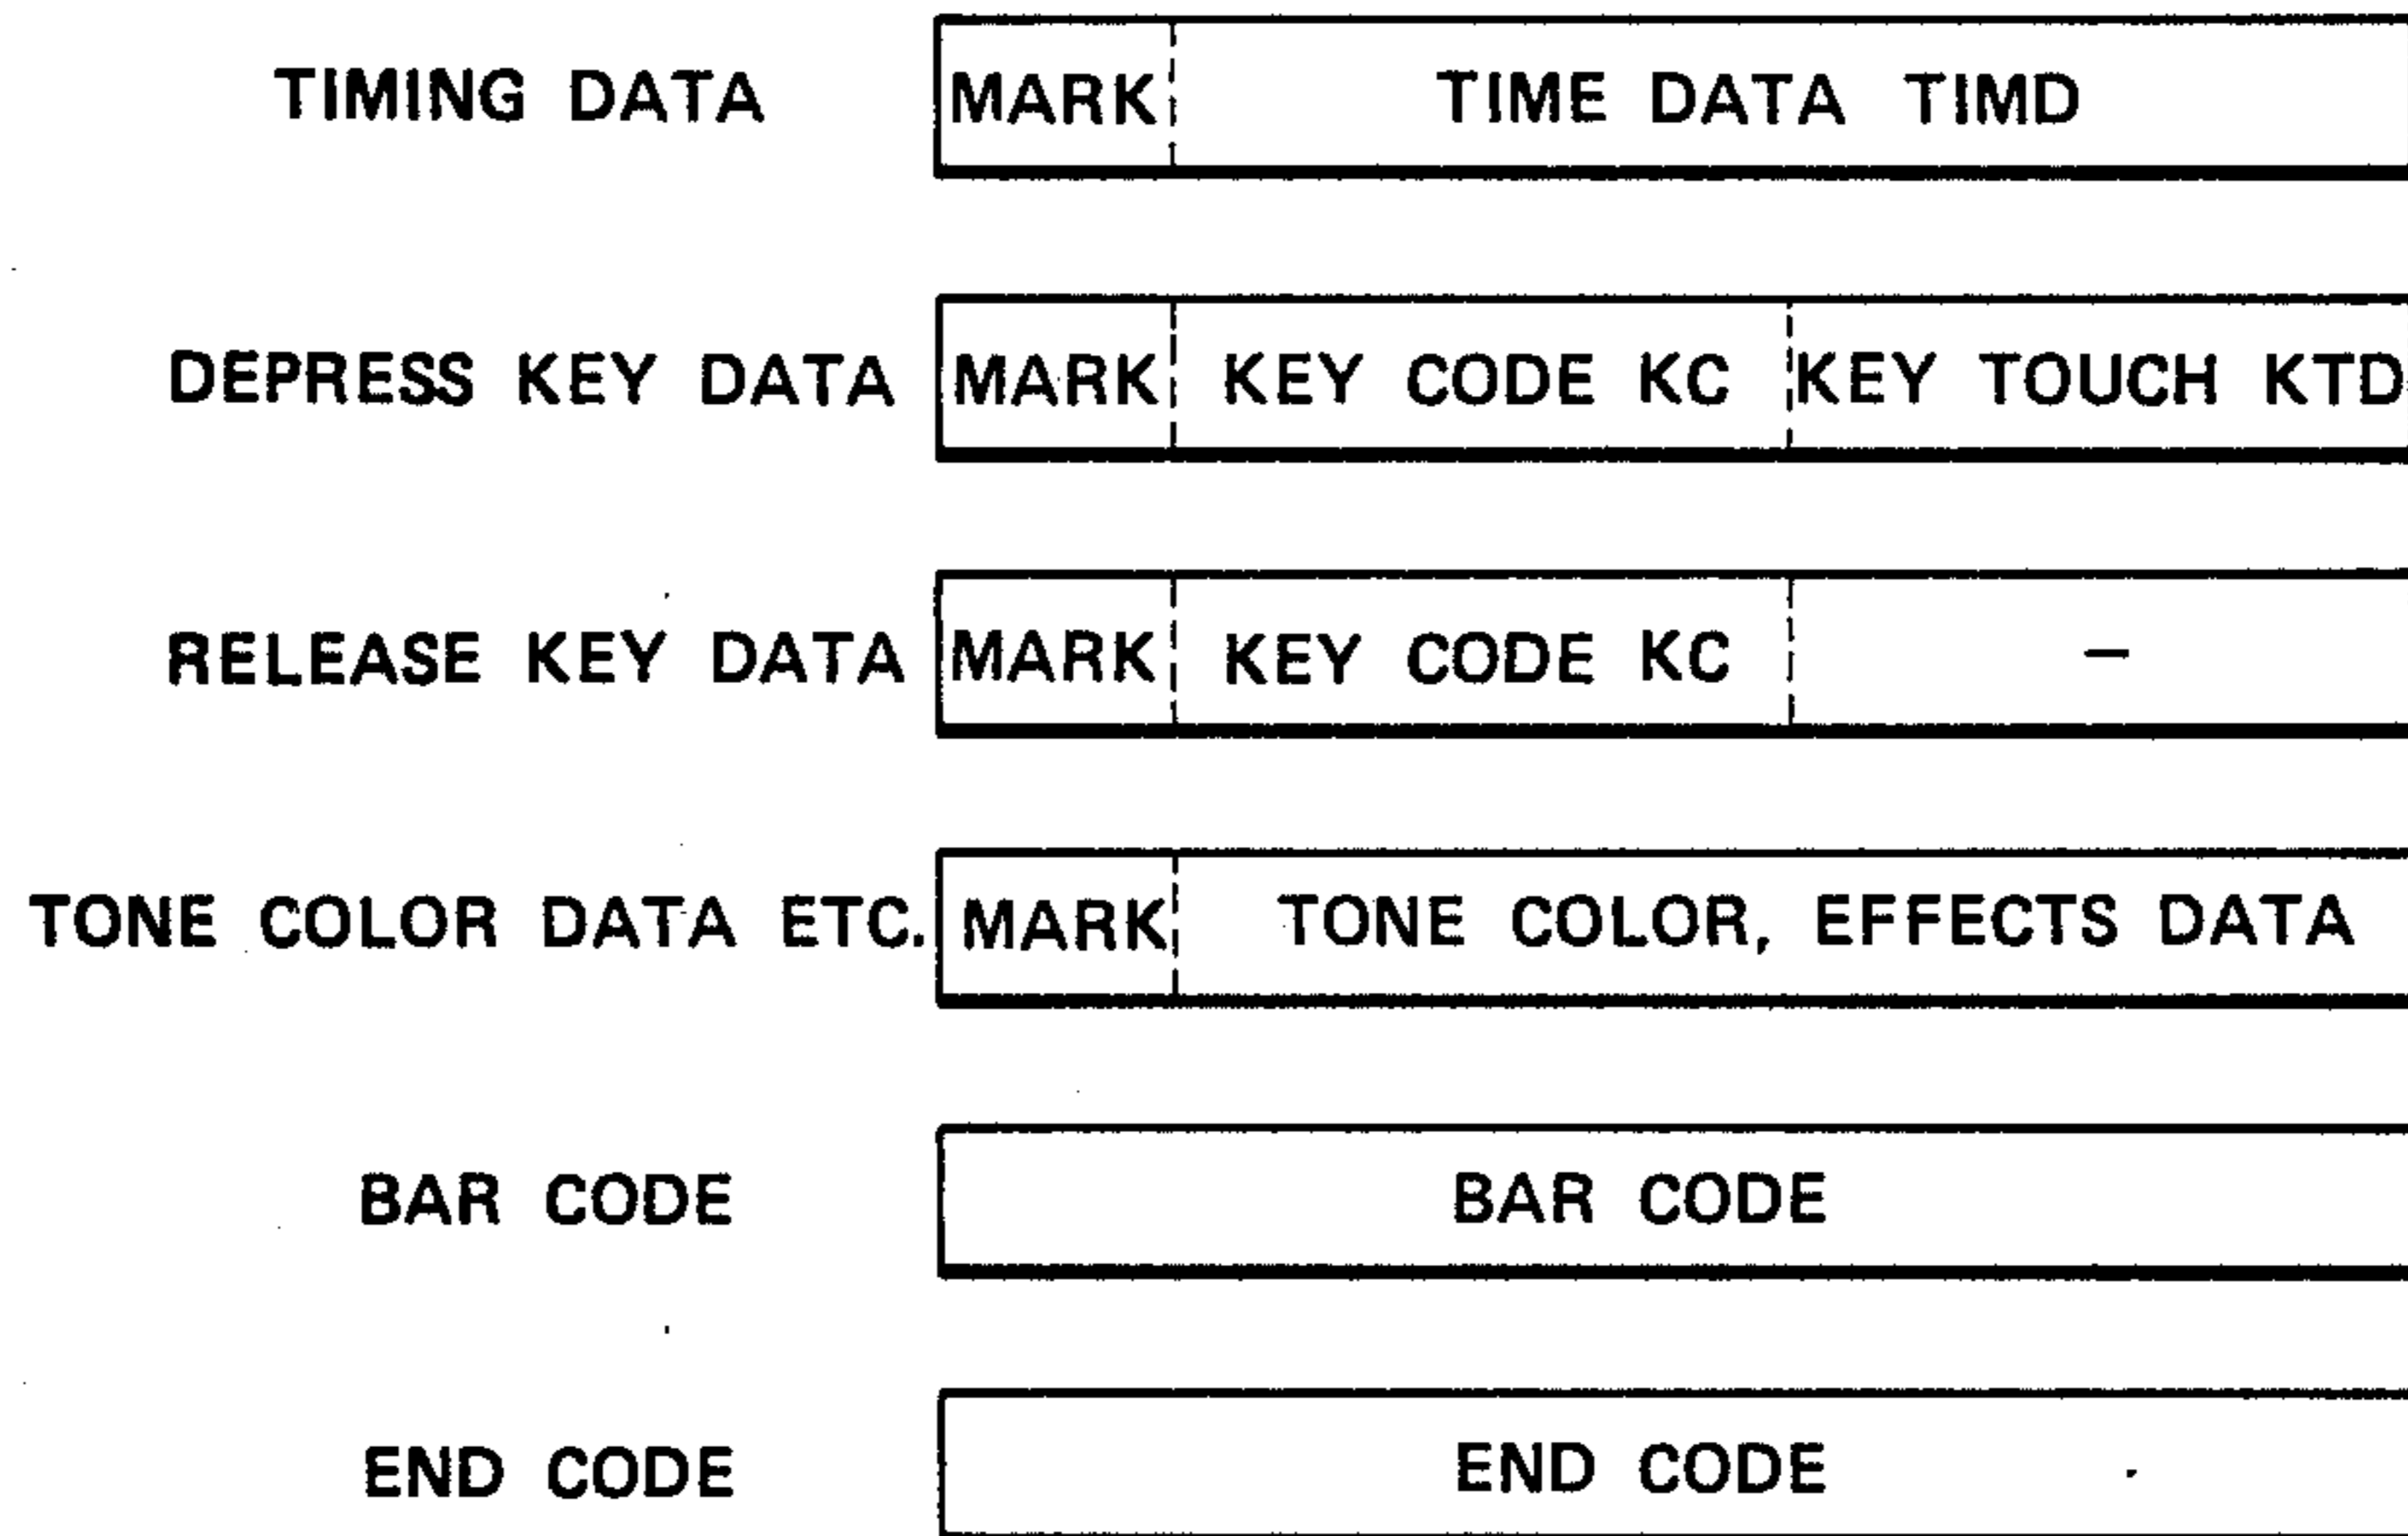 TIMING DATA MARK TIME DATA TIMD
DEPRESS KEY DATA MARK KEY CODE KC KEY TOUCH KTD
RELEASE KEY DATA MARK KEY CODE KC –
TONE COLOR DATA ETC. MARK TONE COLOR, EFFECTS DATA
BAR CODE BAR CODE
END CODE END CODE